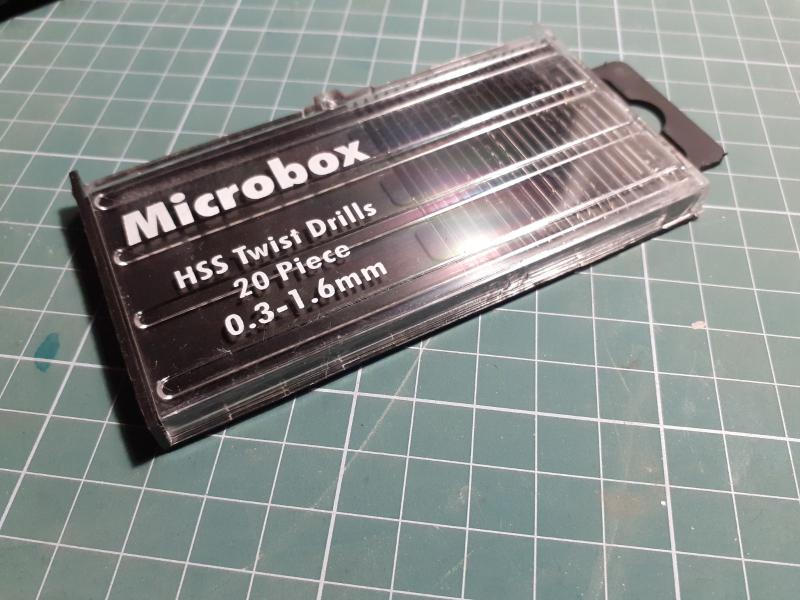 Microbox
HSS Twist Drills
20 Piece
0.3-1.6mm